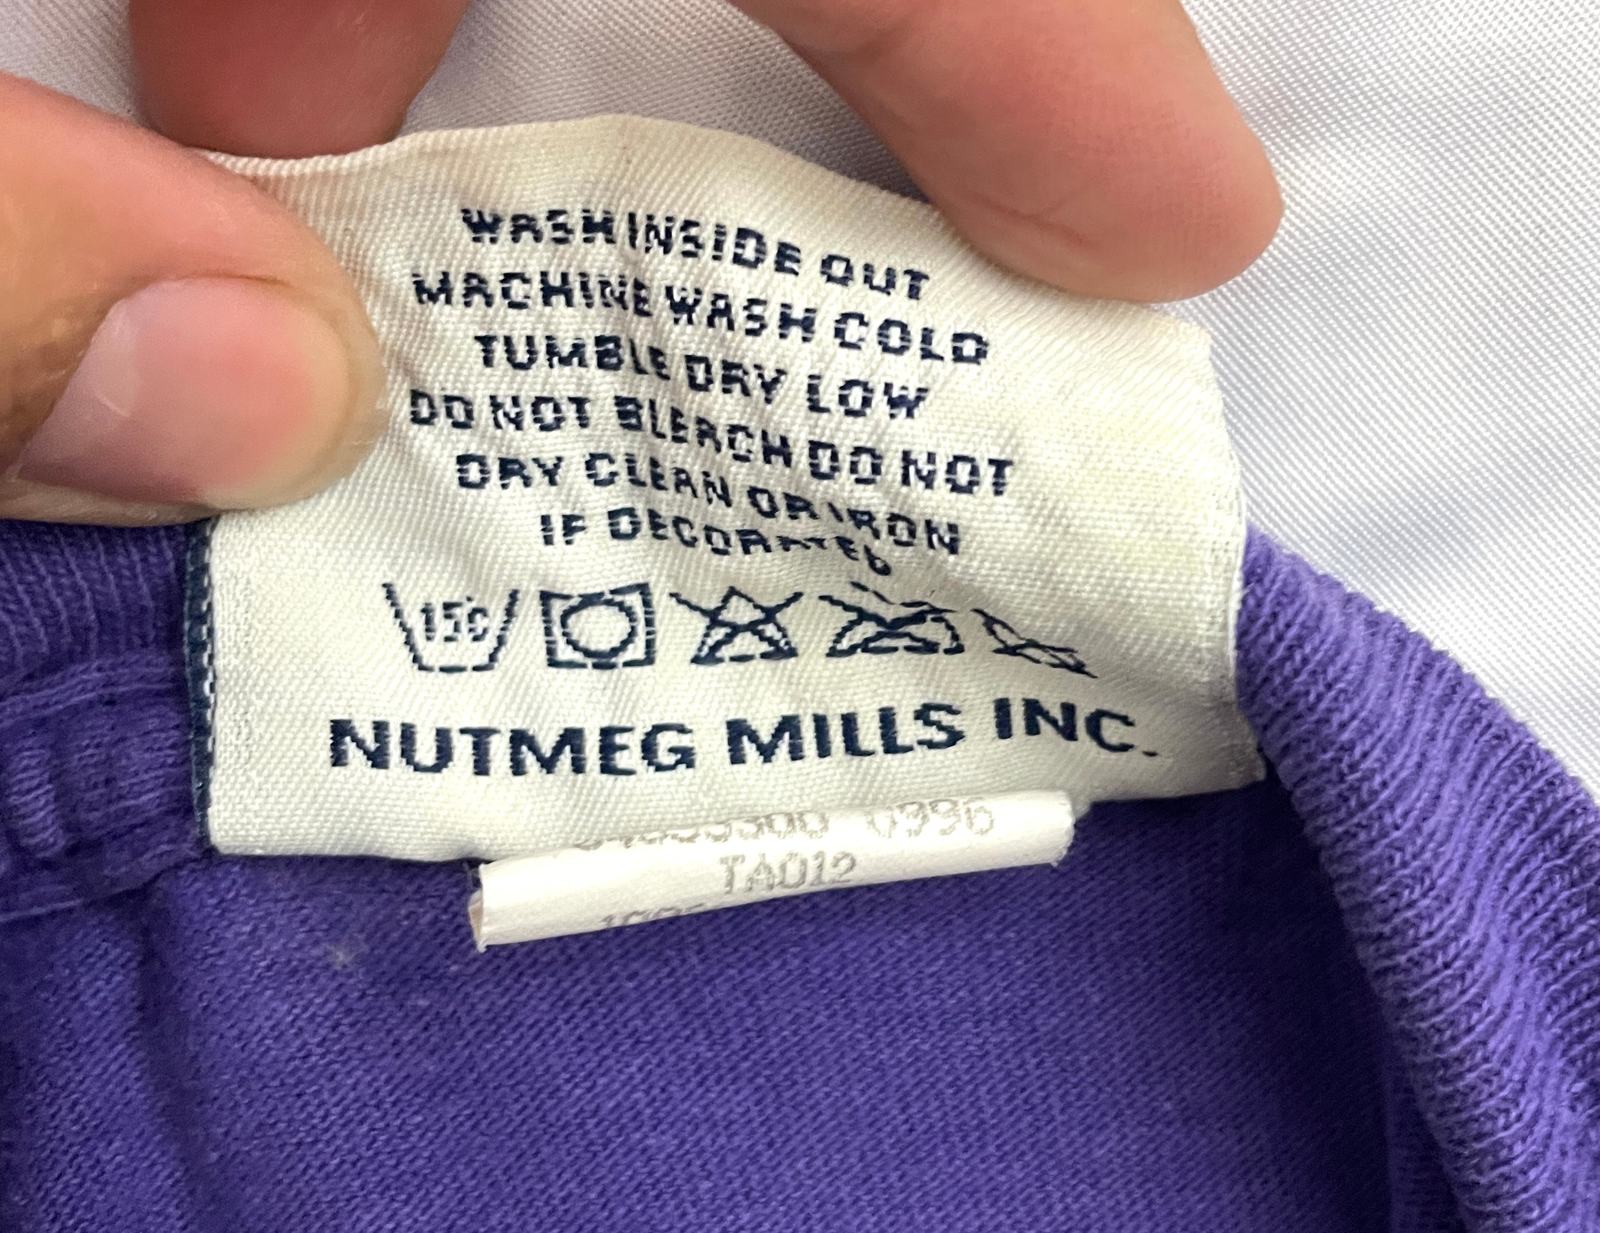 WASH INSIDE OUT
MACHINE WASH COLD
TUMBLE DRY LOW
DO NOT BLEACH DO NOT
DRY CLEAN OR IRON
IF DECORATED
15c
NUTMEG MILLS INC.
0996
TA012